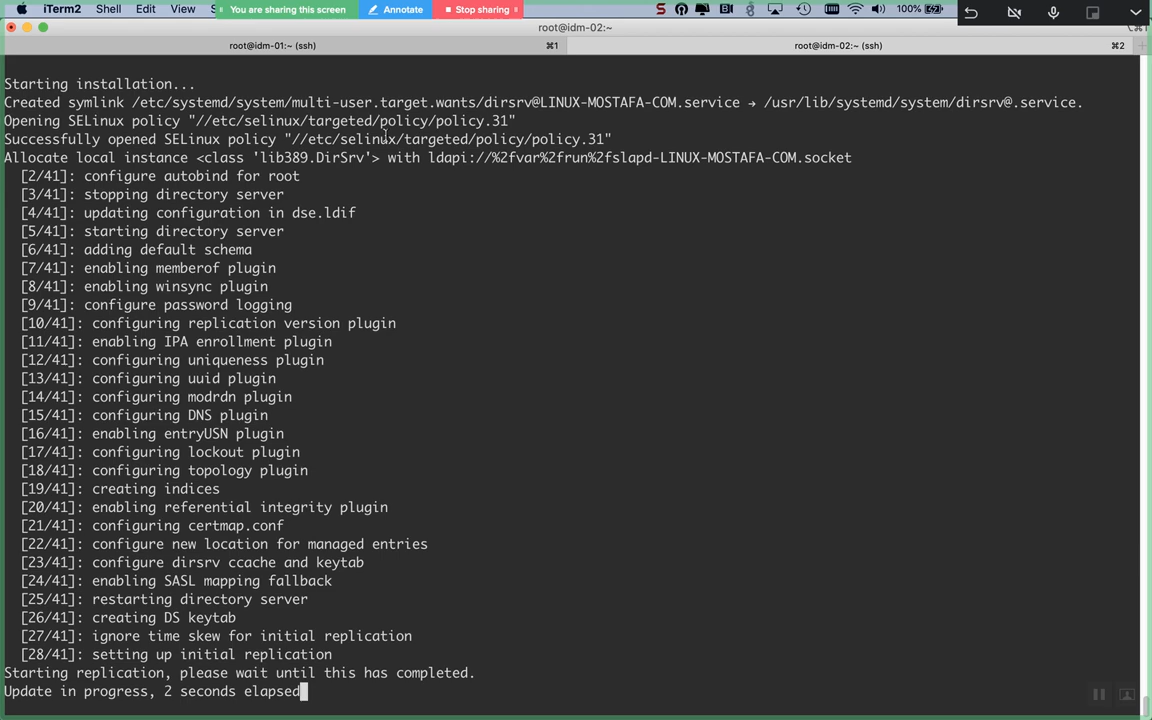 iTerm2 Shell Edit View S You are sharing this screen Annotate Stop sharing 100%
root@idm-02:~
root@idm-01:~ (ssh) ⌘1 root@idm-02:~ (ssh) ⌘2
Starting installation...
Created symlink /etc/systemd/system/multi-user.target.wants/dirsrv@LINUX-MOSTAFA-COM.service → /usr/lib/systemd/system/dirsrv@.service.
Opening SELinux policy "//etc/selinux/targeted/policy/policy.31"
Successfully opened SELinux policy "//etc/selinux/targeted/policy/policy.31"
Allocate local instance <class 'lib389.DirSrv'> with ldapi://%2fvar%2frun%2fslapd-LINUX-MOSTAFA-COM.socket
[2/41]: configure autobind for root
[3/41]: stopping directory server
[4/41]: updating configuration in dse.ldif
[5/41]: starting directory server
[6/41]: adding default schema
[7/41]: enabling memberof plugin
[8/41]: enabling winsync plugin
[9/41]: configure password logging
[10/41]: configuring replication version plugin
[11/41]: enabling IPA enrollment plugin
[12/41]: configuring uniqueness plugin
[13/41]: configuring uuid plugin
[14/41]: configuring modrdn plugin
[15/41]: configuring DNS plugin
[16/41]: enabling entryUSN plugin
[17/41]: configuring lockout plugin
[18/41]: configuring topology plugin
[19/41]: creating indices
[20/41]: enabling referential integrity plugin
[21/41]: configuring certmap.conf
[22/41]: configure new location for managed entries
[23/41]: configure dirsrv ccache and keytab
[24/41]: enabling SASL mapping fallback
[25/41]: restarting directory server
[26/41]: creating DS keytab
[27/41]: ignore time skew for initial replication
[28/41]: setting up initial replication
Starting replication, please wait until this has completed.
Update in progress, 2 seconds elapsed